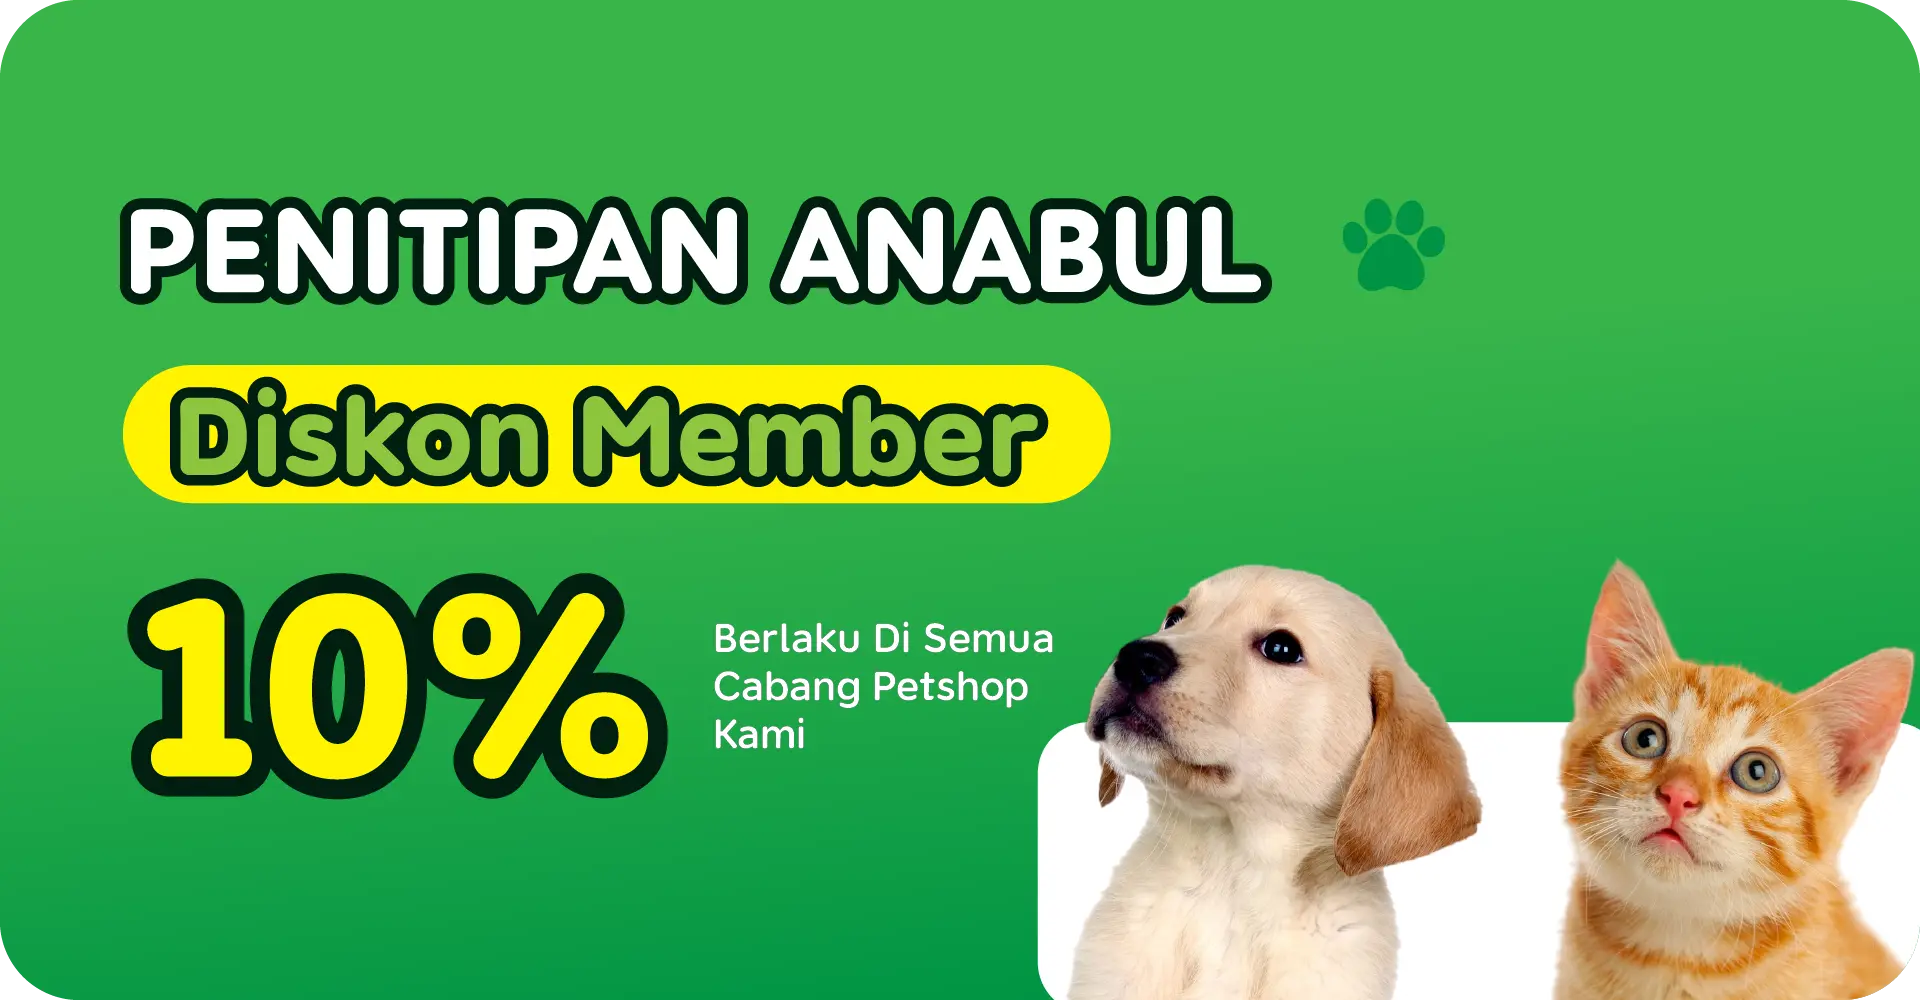 PENITIPAN ANABUL
Diskon Member
10%
Berlaku Di Semua
Cabang Petshop
Kami